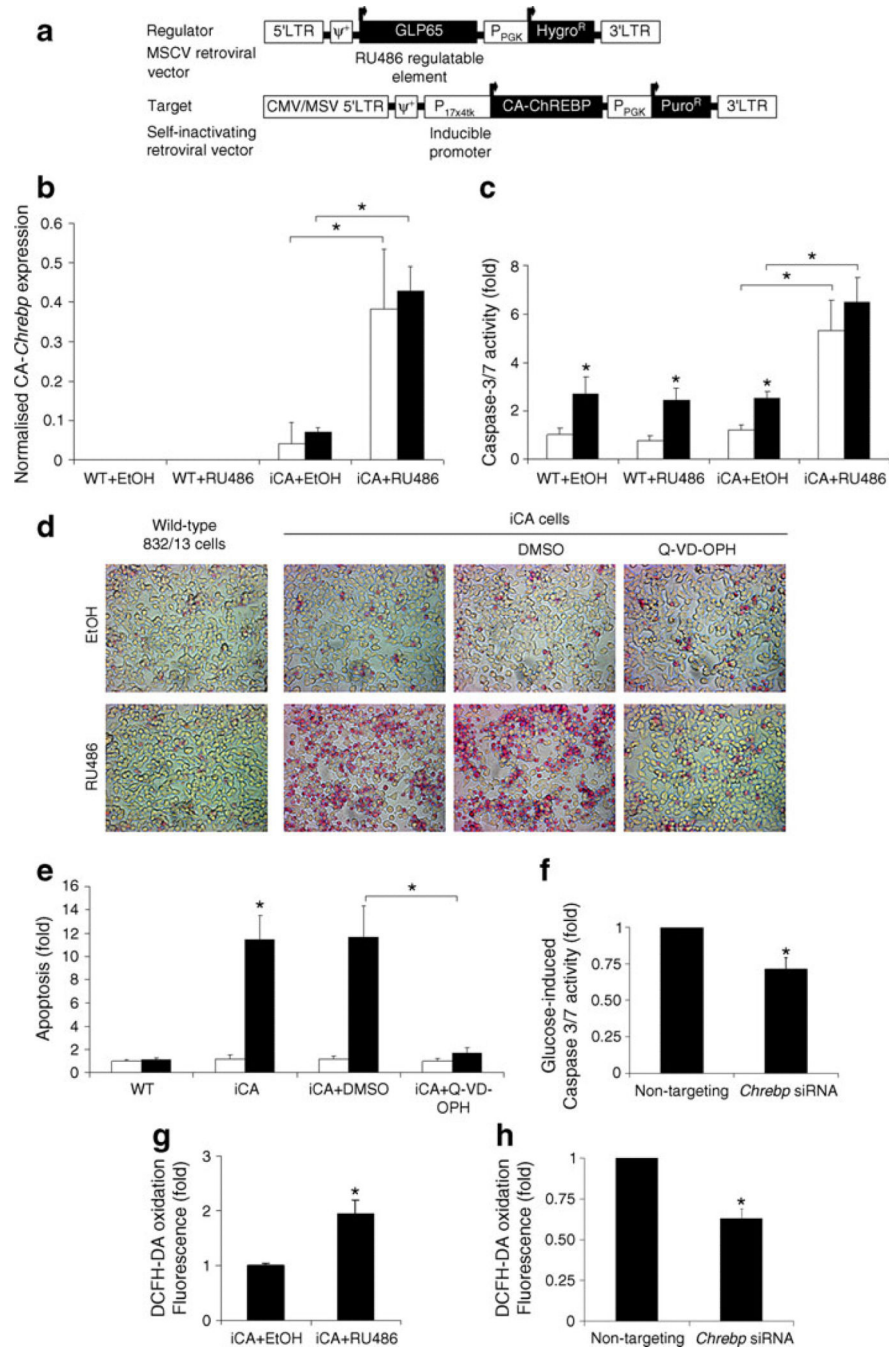 a
Regulator
MSCV retroviral
vector
5'LTR ψ+ GLP65 PPGK HygroR 3'LTR
RU486 regulatable
element
Target
Self-inactivating
retroviral vector
CMV/MSV 5'LTR ψ+ P17x4tk CA-ChREBP PPGK PuroR 3'LTR
Inducible
promoter
b
Normalised CA-Chrebp expression
0.6
0.5
0.4
0.3
0.2
0.1
0
* *
WT+EtOH WT+RU486 iCA+EtOH iCA+RU486
c
Caspase-3/7 activity (fold)
8
6
4
2
0
* * * * *
WT+EtOH WT+RU486 iCA+EtOH iCA+RU486
d
Wild-type
832/13 cells
iCA cells
DMSO Q-VD-OPH
EtOH
RU486
e
Apoptosis (fold)
16
14
12
10
8
6
4
2
0
* *
WT iCA iCA+DMSO iCA+Q-VD-
OPH
f
Glucose-induced
Caspase 3/7 activity (fold)
1
0.75
0.50
0.25
0
*
Non-targeting Chrebp siRNA
g
DCFH-DA oxidation
Fluorescence (fold)
3
2
1
0
*
iCA+EtOH iCA+RU486
h
DCFH-DA oxidation
Fluorescence (fold)
1
0.75
0.50
0.25
0
*
Non-targeting Chrebp siRNA